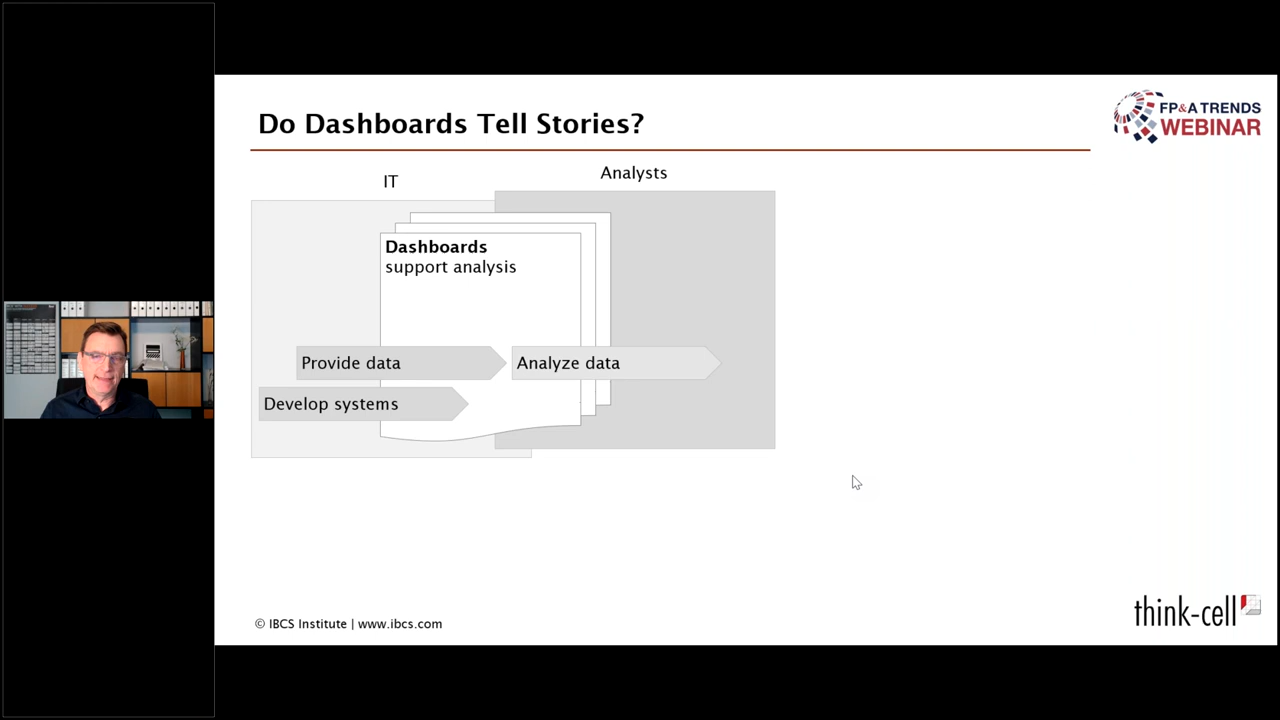 Do Dashboards Tell Stories?
FP&A TRENDS
WEBINAR
IT
Analysts
Dashboards
support analysis
Provide data
Analyze data
Develop systems
© IBCS Institute | www.ibcs.com
think-cell